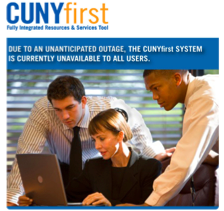 CUNYfirst
Fully Integrated Resources & Services Tool
DUE TO AN UNANTICIPATED OUTAGE, THE CUNYfirst SYSTEM
IS CURRENTLY UNAVAILABLE TO ALL USERS.